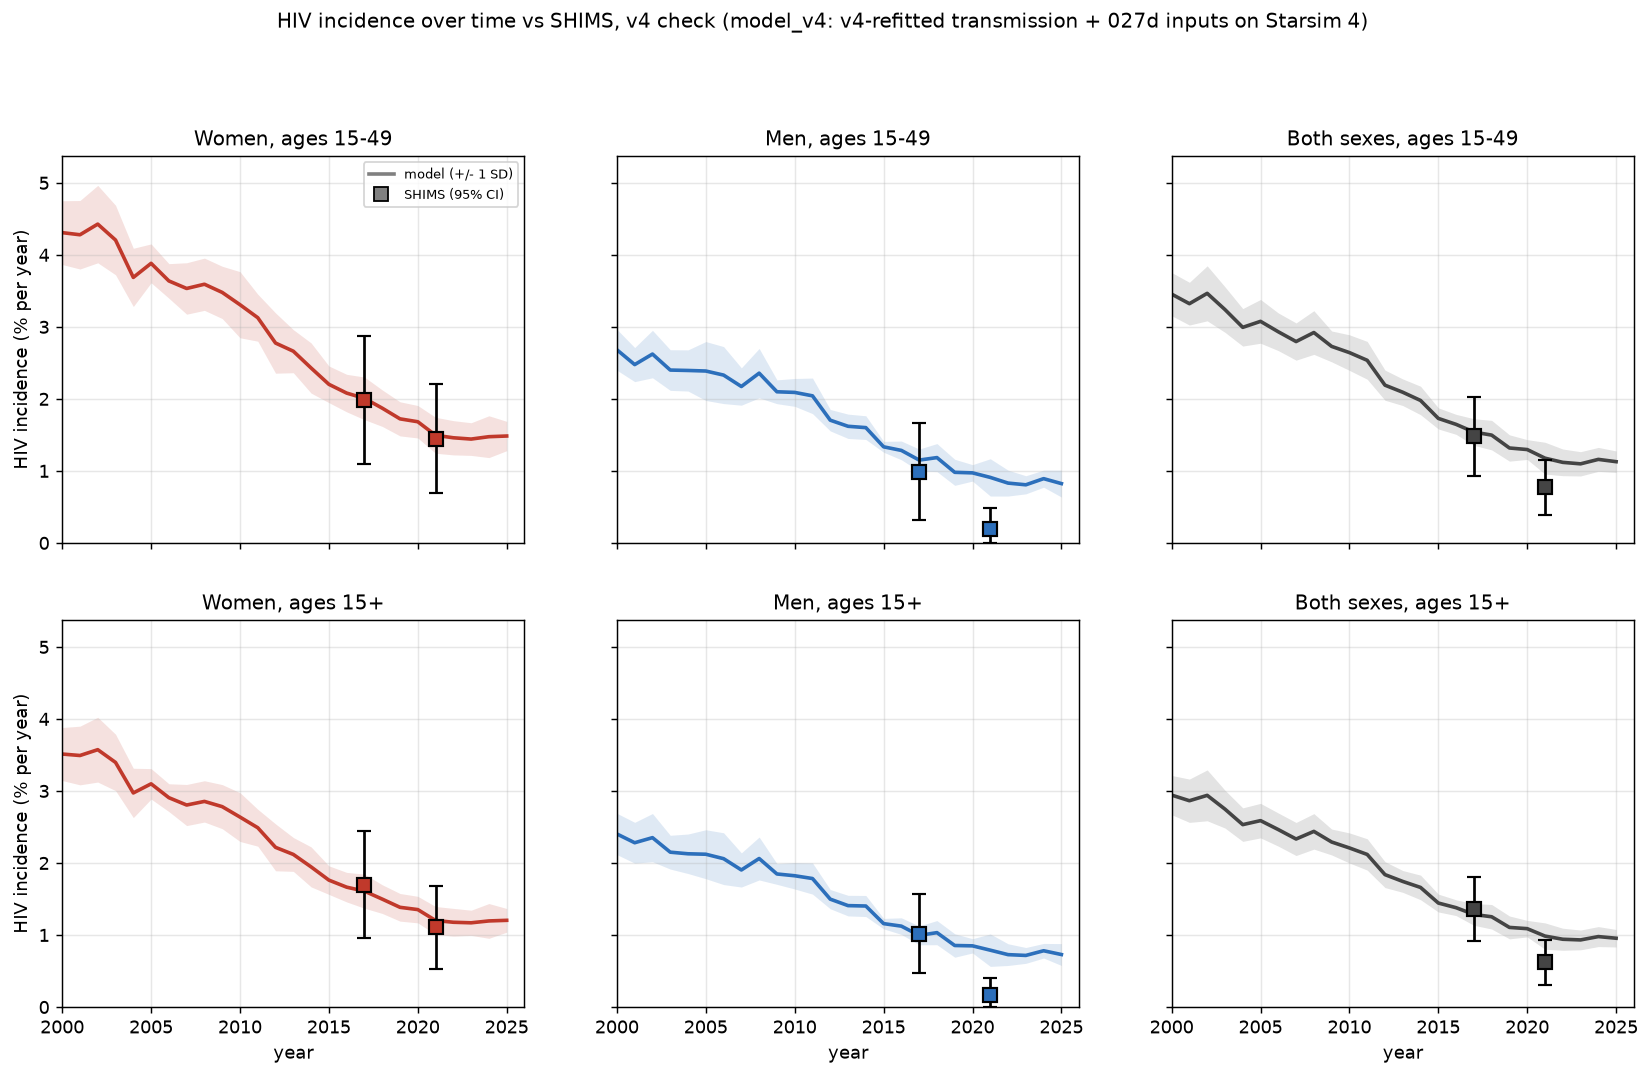 HIV incidence over time vs SHIMS, v4 check (model_v4: v4-refitted transmission + 027d inputs on Starsim 4)
Women, ages 15-49
Men, ages 15-49
Both sexes, ages 15-49
HIV incidence (% per year)
5
4
3
2
1
0
model (+/- 1 SD)
SHIMS (95% CI)
Women, ages 15+
Men, ages 15+
Both sexes, ages 15+
HIV incidence (% per year)
5
4
3
2
1
0
2000 2005 2010 2015 2020 2025
2000 2005 2010 2015 2020 2025
2000 2005 2010 2015 2020 2025
year
year
year